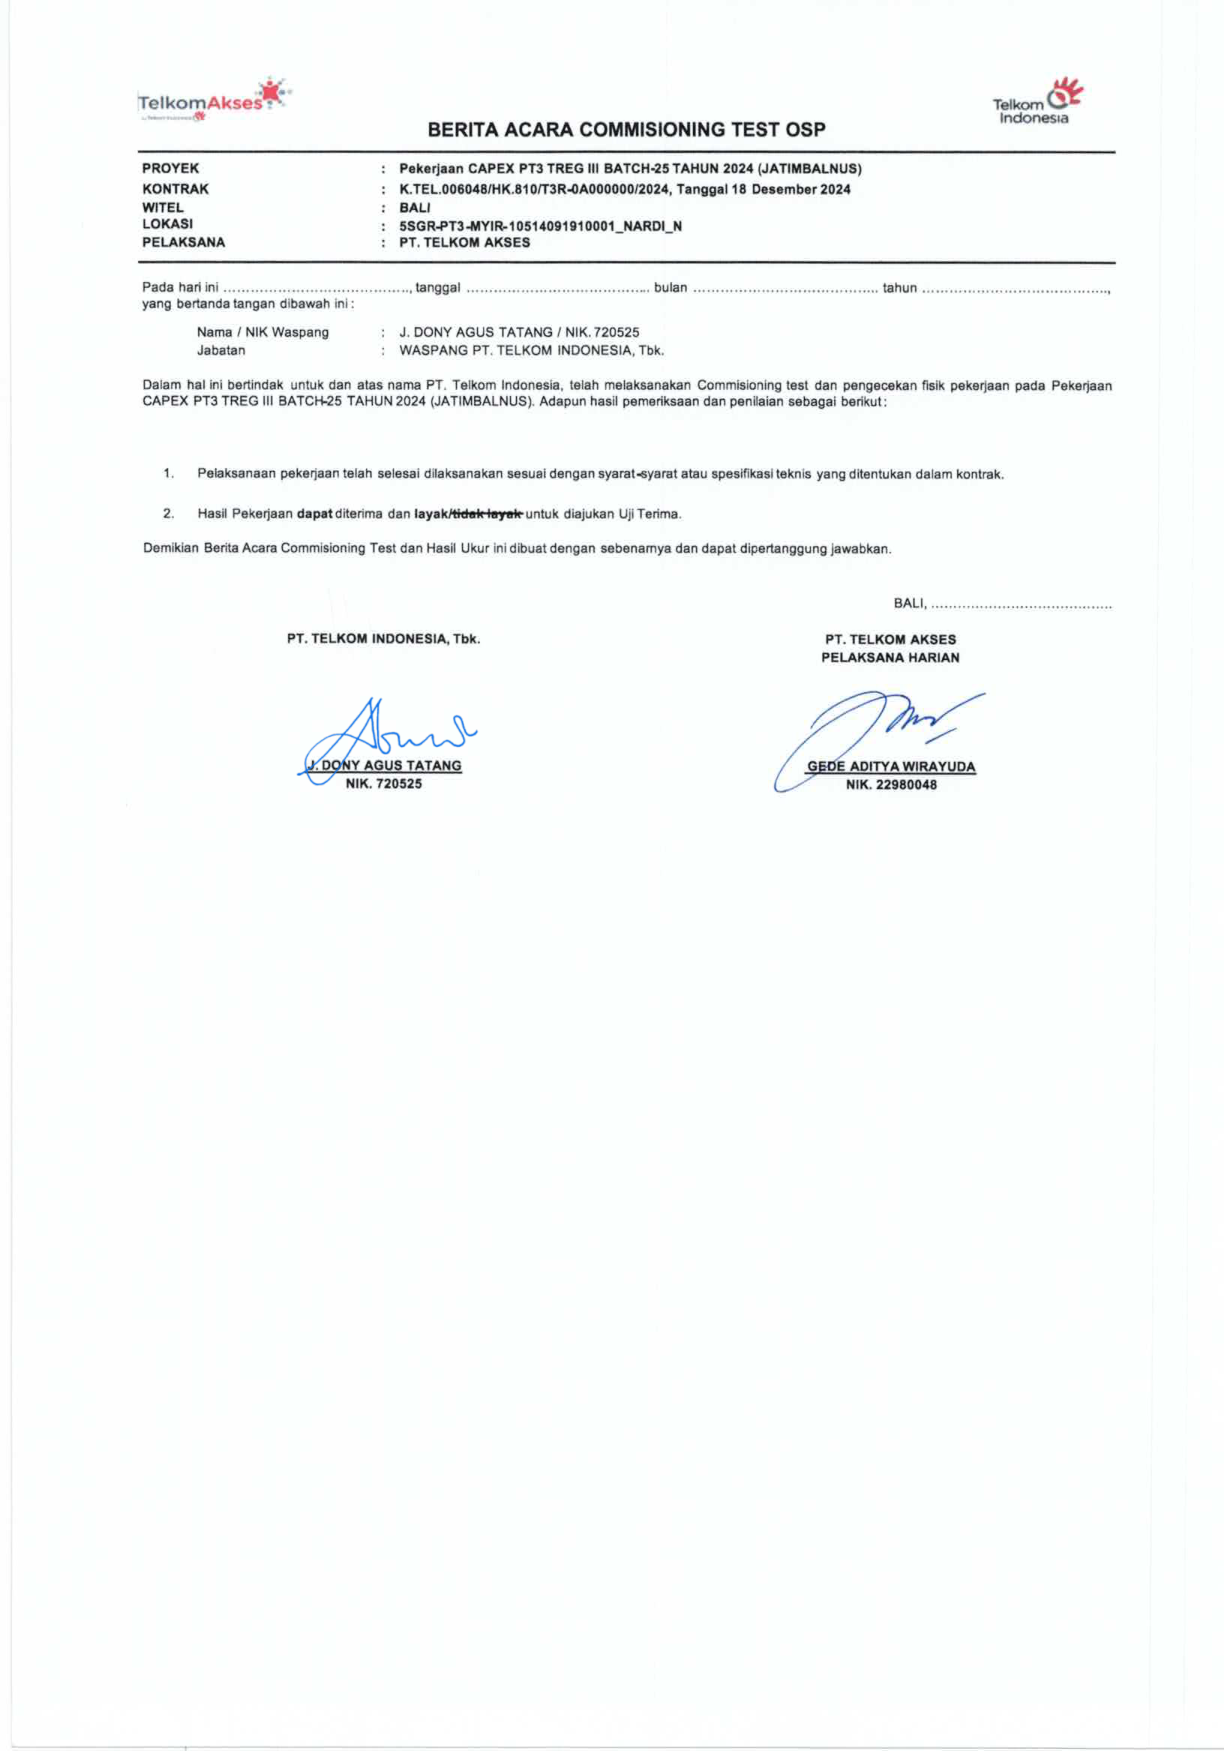 TelkomAkses
Telkom
Indonesia
BERITA ACARA COMMISIONING TEST OSP
PROYEK : Pekerjaan CAPEX PT3 TREG III BATCH-25 TAHUN 2024 (JATIMBALNUS)
KONTRAK : K.TEL.006048/HK.810/T3R-0A000000/2024, Tanggal 18 Desember 2024
WITEL : BALI
LOKASI : 5SGR-PT3-MYIR-10514091910001_NARDI_N
PELAKSANA : PT. TELKOM AKSES
Pada hari ini ........................................., tanggal ........................................ bulan ......................................... tahun .........................................,
yang bertanda tangan dibawah ini :
Nama / NIK Waspang : J. DONY AGUS TATANG / NIK. 720525
Jabatan : WASPANG PT. TELKOM INDONESIA, Tbk.
Dalam hal ini bertindak untuk dan atas nama PT. Telkom Indonesia, telah melaksanakan Commisioning test dan pengecekan fisik pekerjaan pada Pekerjaan
CAPEX PT3 TREG III BATCH-25 TAHUN 2024 (JATIMBALNUS). Adapun hasil pemeriksaan dan penilaian sebagai berikut:
1. Pelaksanaan pekerjaan telah selesai dilaksanakan sesuai dengan syarat-syarat atau spesifikasi teknis yang ditentukan dalam kontrak.
2. Hasil Pekerjaan dapat diterima dan layak/tidak layak untuk diajukan Uji Terima.
Demikian Berita Acara Commisioning Test dan Hasil Ukur ini dibuat dengan sebenarnya dan dapat dipertanggung jawabkan.
BALI, .........................................
PT. TELKOM INDONESIA, Tbk.
PT. TELKOM AKSES
PELAKSANA HARIAN
J. DONY AGUS TATANG
NIK. 720525
GEDE ADITYA WIRAYUDA
NIK. 22980048